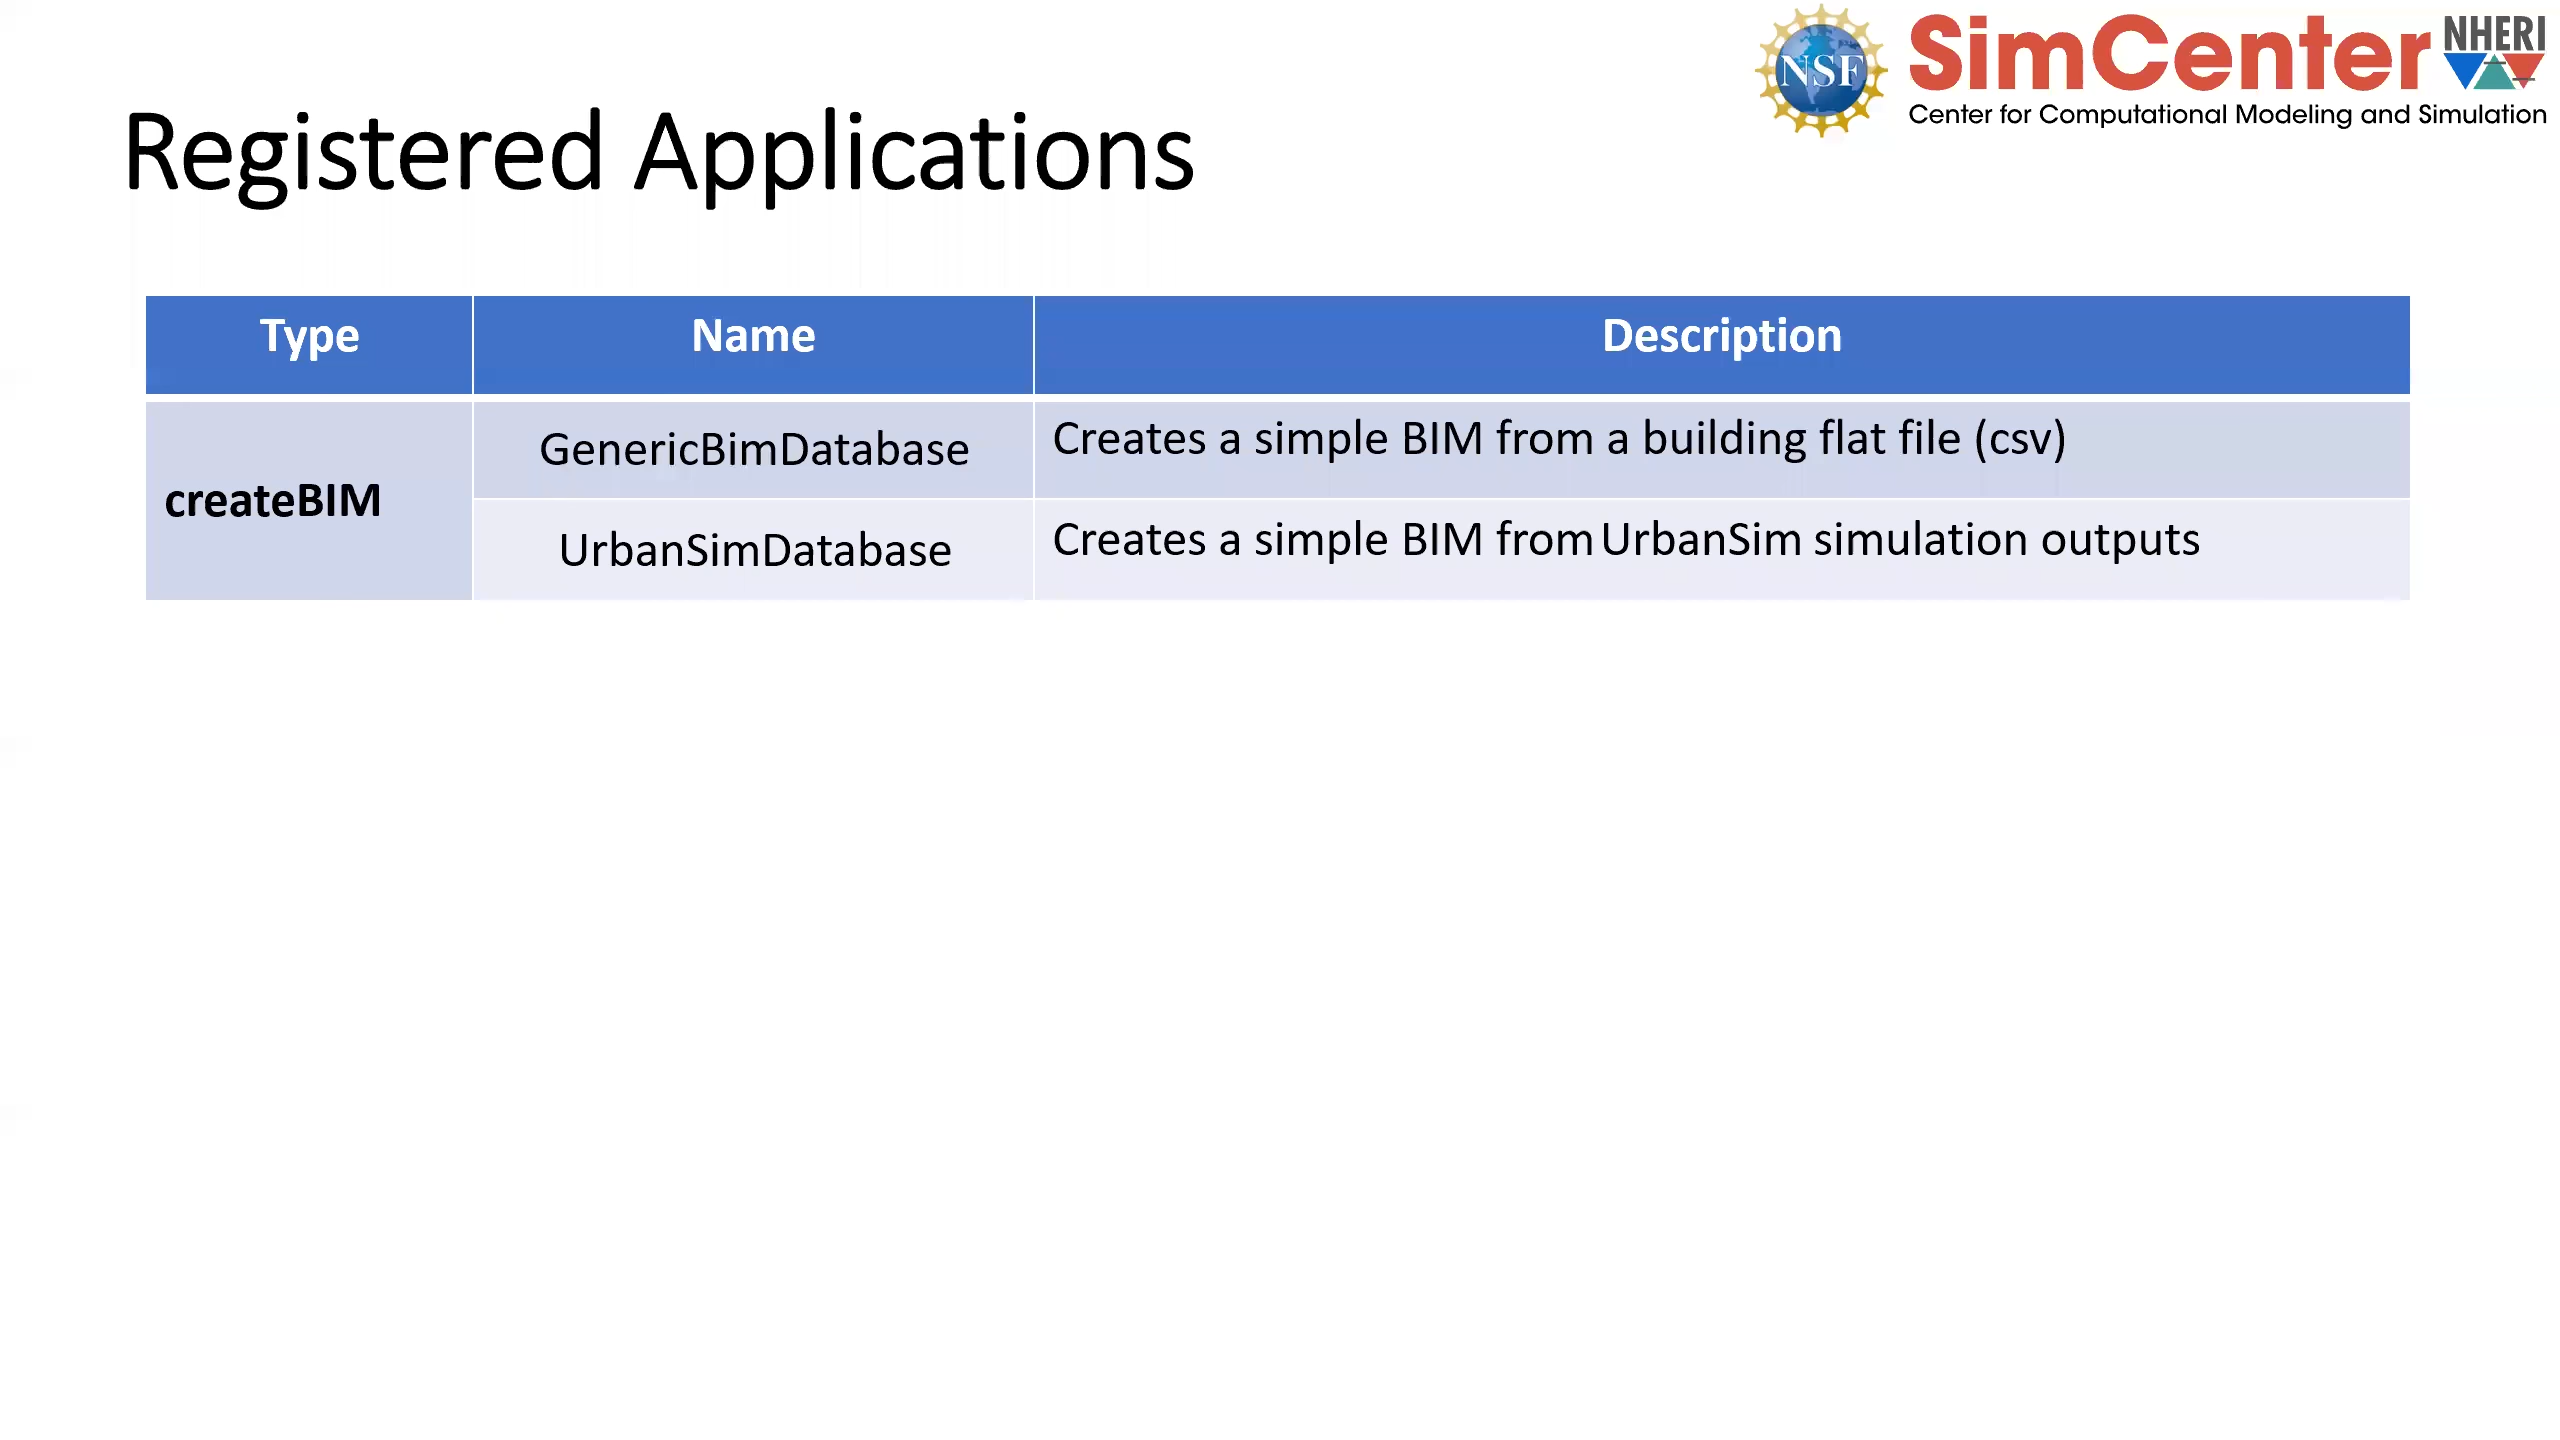 NSF
SimCenter
NHERI
Center for Computational Modeling and Simulation
Registered Applications
Type
Name
Description
createBIM
GenericBimDatabase
Creates a simple BIM from a building flat file (csv)
UrbanSimDatabase
Creates a simple BIM from UrbanSim simulation outputs